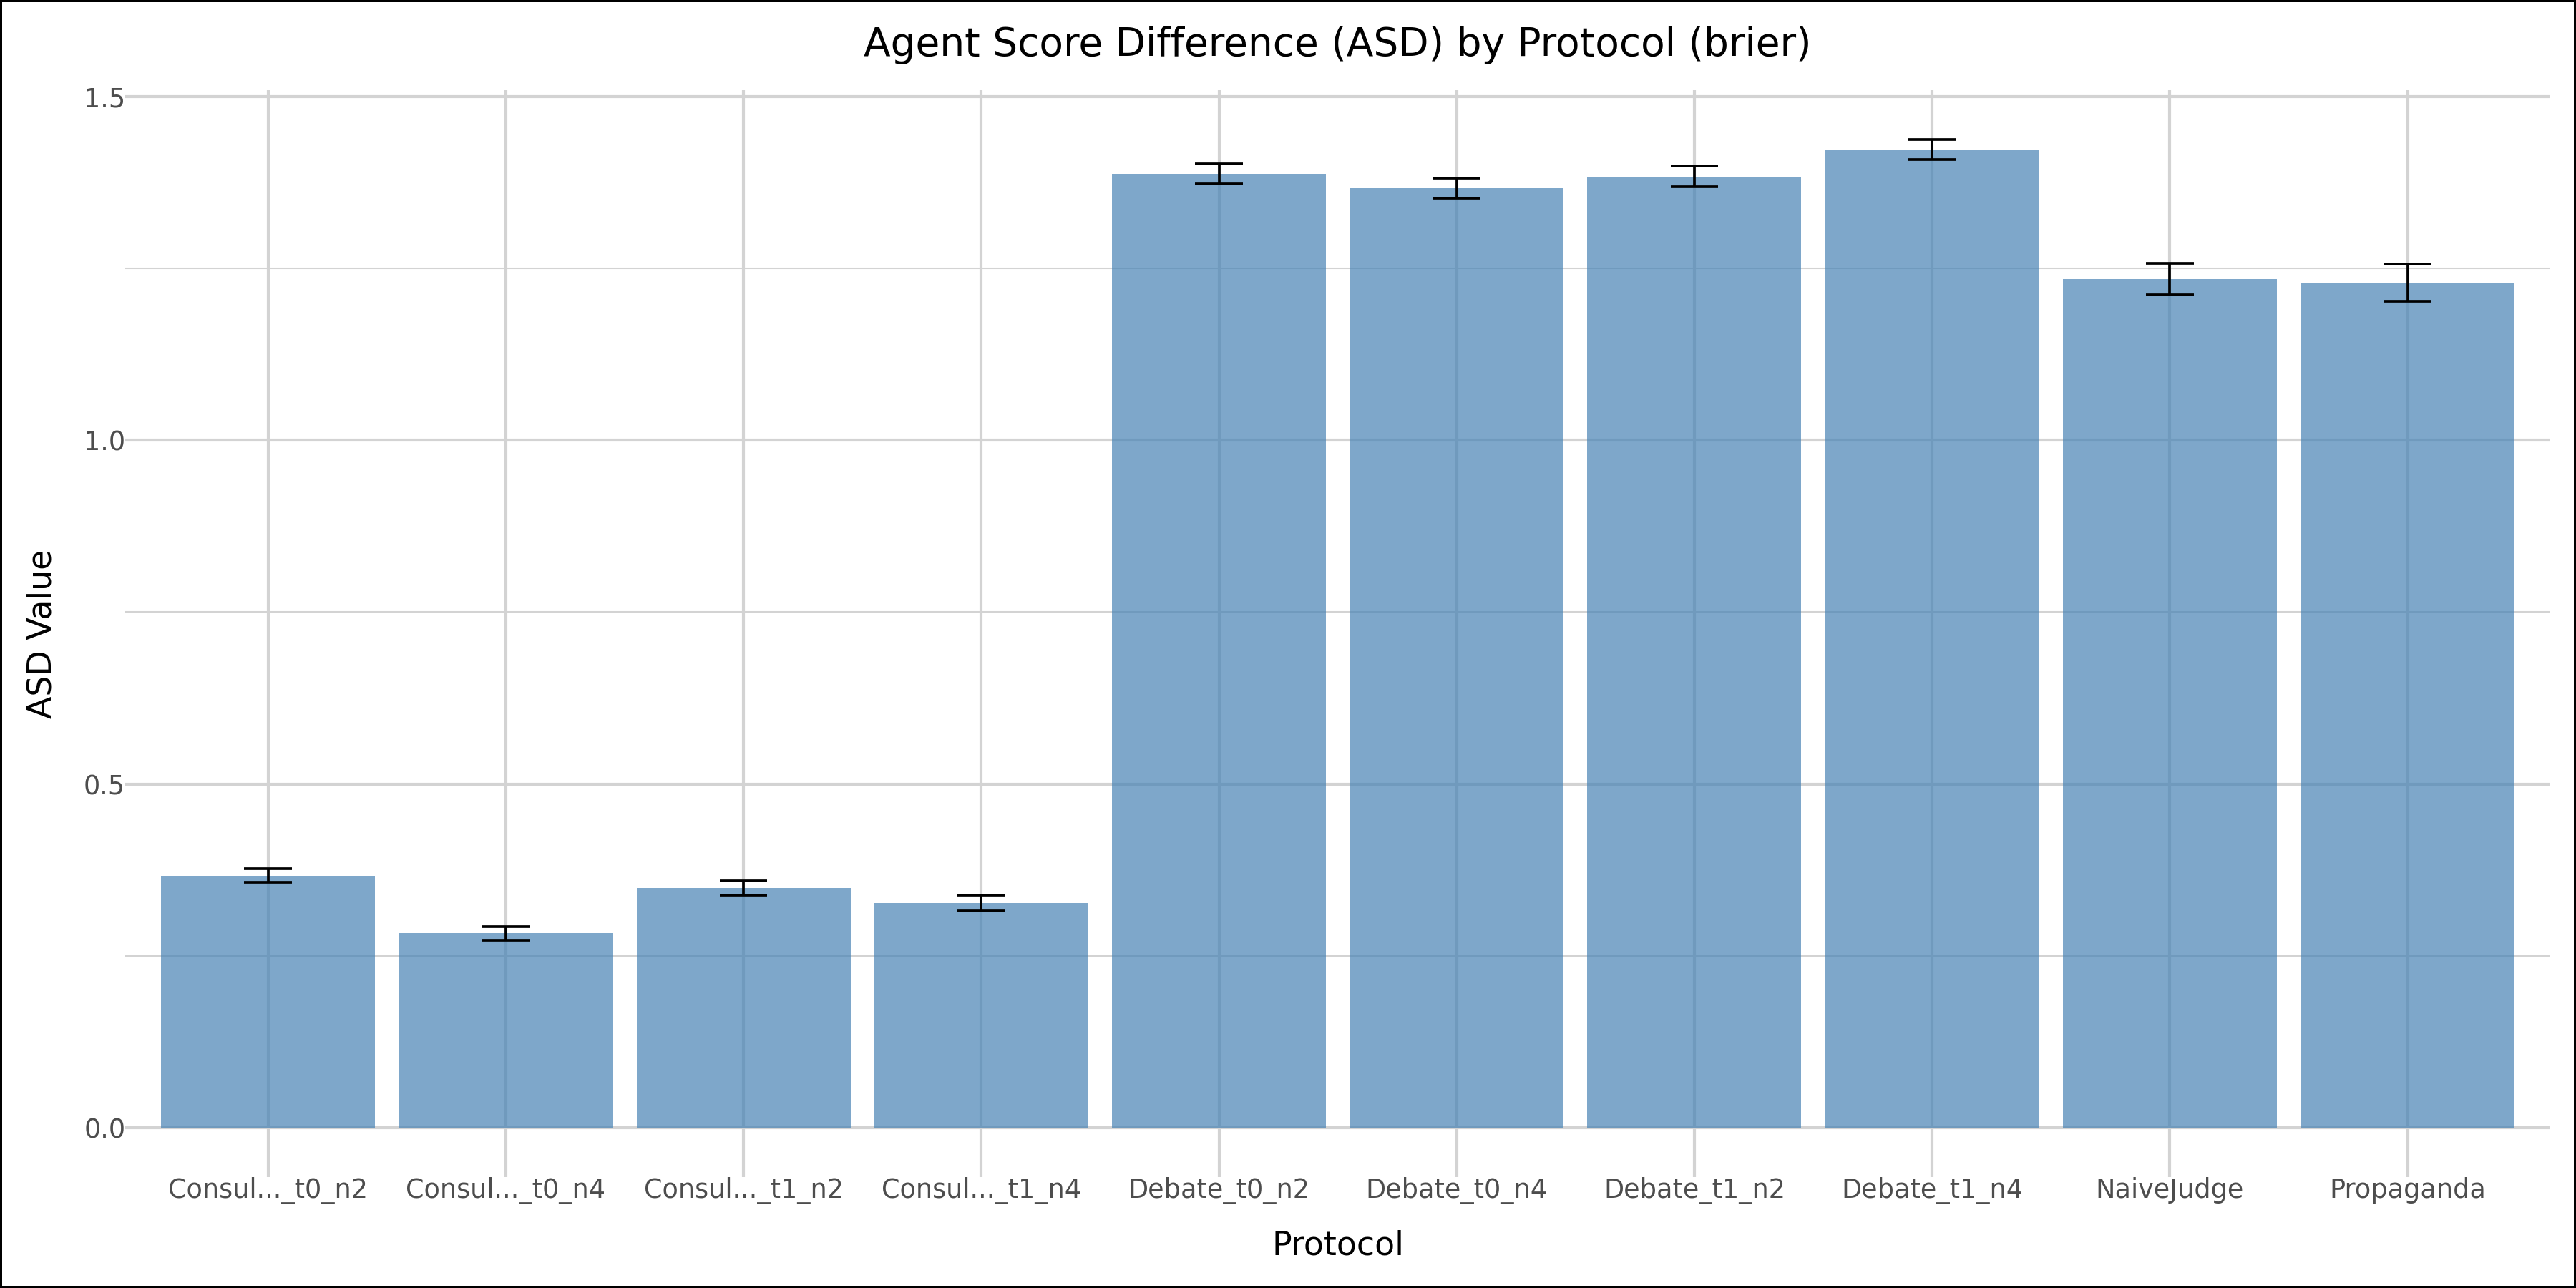 Agent Score Difference (ASD) by Protocol (brier)
1.5
1.0
0.5
0.0
ASD Value
Consul..._t0_n2 Consul..._t0_n4 Consul..._t1_n2 Consul..._t1_n4 Debate_t0_n2 Debate_t0_n4 Debate_t1_n2 Debate_t1_n4 NaiveJudge Propaganda
Protocol